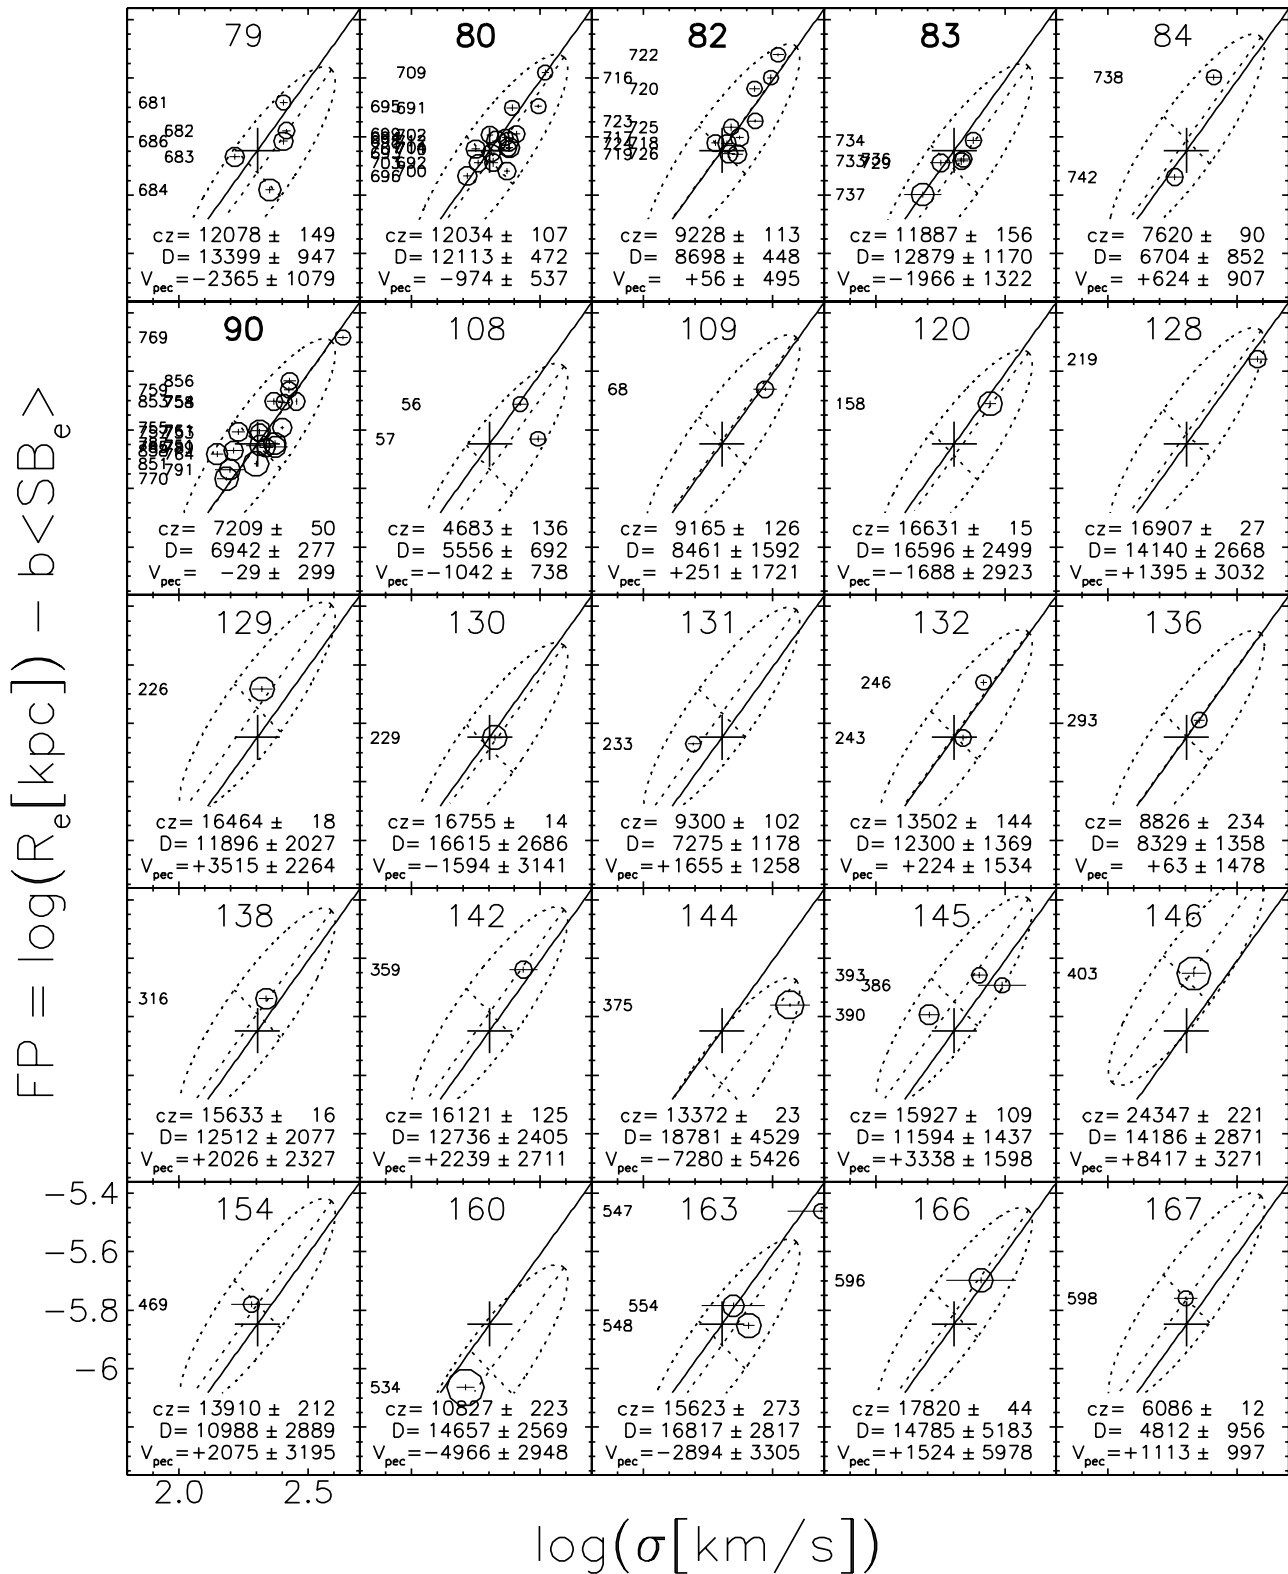 79
681
682
686
683
684
cz= 12078 ± 149
D= 13399 ± 947
Vpec=−2365 ± 1079
80
709
691
692
700
696
cz= 12034 ± 107
D= 12113 ± 472
Vpec= −974 ± 537
82
722
716
720
723
725
718
719
726
cz= 9228 ± 113
D= 8698 ± 448
Vpec= +56 ± 495
83
734
729
737
cz= 11887 ± 156
D= 12879 ± 1170
Vpec=−1966 ± 1322
84
738
742
cz= 7620 ± 90
D= 6704 ± 852
Vpec= +624 ± 907
90
769
856
759
851
791
770
cz= 7209 ± 50
D= 6942 ± 277
Vpec= −29 ± 299
108
56
57
cz= 4683 ± 136
D= 5556 ± 692
Vpec=−1042 ± 738
109
68
cz= 9165 ± 126
D= 8461 ± 1592
Vpec= +251 ± 1721
120
158
cz= 16631 ± 15
D= 16596 ± 2499
Vpec=−1688 ± 2923
128
219
cz= 16907 ± 27
D= 14140 ± 2668
Vpec=+1395 ± 3032
129
226
cz= 16464 ± 18
D= 11896 ± 2027
Vpec=+3515 ± 2264
130
229
cz= 16755 ± 14
D= 16615 ± 2686
Vpec=−1594 ± 3141
131
233
cz= 9300 ± 102
D= 7275 ± 1178
Vpec=+1655 ± 1258
132
246
243
cz= 13502 ± 144
D= 12300 ± 1369
Vpec= +224 ± 1534
136
293
cz= 8826 ± 234
D= 8329 ± 1358
Vpec= +63 ± 1478
138
316
cz= 15633 ± 16
D= 12512 ± 2077
Vpec=+2026 ± 2327
142
359
cz= 16121 ± 125
D= 12736 ± 2405
Vpec=+2239 ± 2711
144
375
cz= 13372 ± 23
D= 18781 ± 4529
Vpec=−7280 ± 5426
145
393
386
390
cz= 15927 ± 109
D= 11594 ± 1437
Vpec=+3338 ± 1598
146
403
cz= 24347 ± 221
D= 14186 ± 2871
Vpec=+8417 ± 3271
154
469
cz= 13910 ± 212
D= 10988 ± 2889
Vpec=+2075 ± 3195
160
534
cz= 10827 ± 223
D= 14657 ± 2569
Vpec=−4966 ± 2948
163
547
554
548
cz= 15623 ± 273
D= 16817 ± 2817
Vpec=−2894 ± 3305
166
596
cz= 17820 ± 44
D= 14785 ± 5183
Vpec=+1524 ± 5978
167
598
cz= 6086 ± 12
D= 4812 ± 956
Vpec=+1113 ± 997
−5.4
−5.6
−5.8
−6
2.0 2.5
FP = log(Re[kpc]) − b<SBe>
log(σ[km/s])